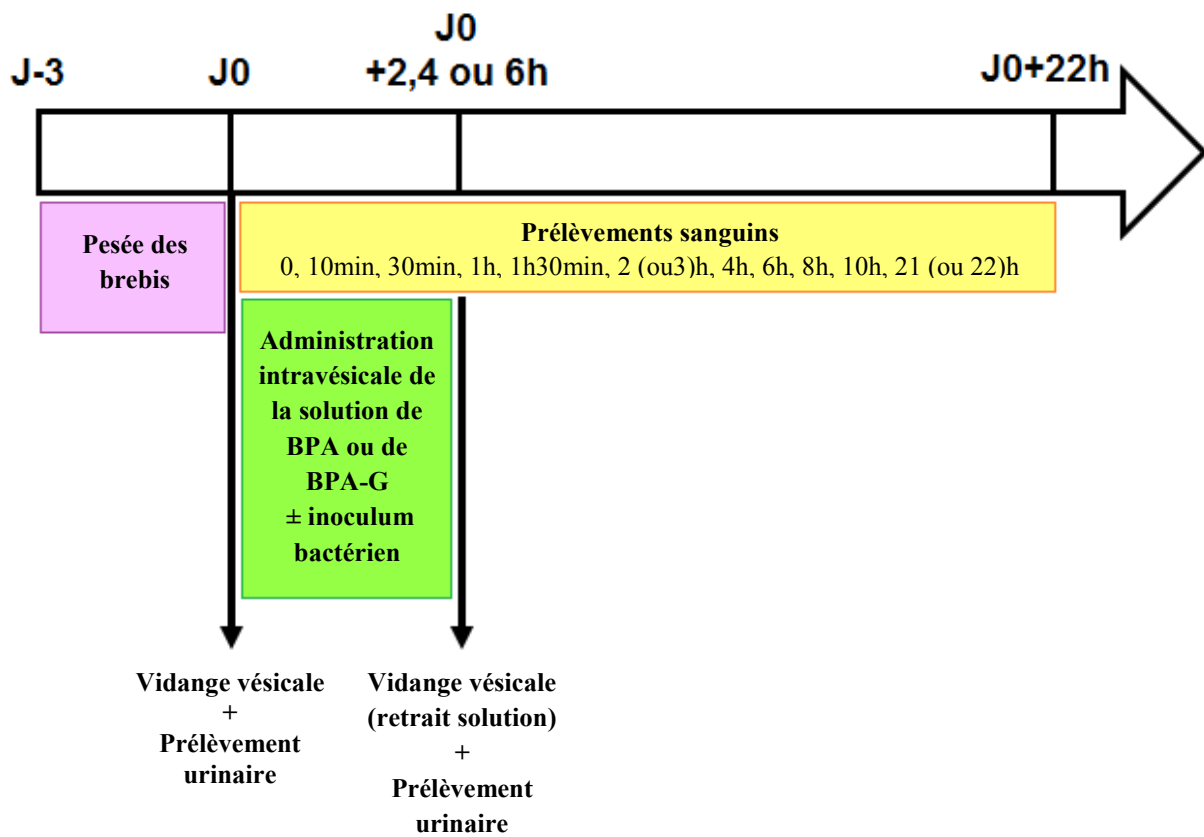 J0
J-3 J0 +2,4 ou 6h J0+22h
Pesée des
brebis
Prélèvements sanguins
0, 10min, 30min, 1h, 1h30min, 2 (ou3)h, 4h, 6h, 8h, 10h, 21 (ou 22)h
Administration
intravésicale de
la solution de
BPA ou de
BPA-G
± inoculum
bactérien
Vidange vésicale
+
Prélèvement
urinaire
Vidange vésicale
(retrait solution)
+
Prélèvement
urinaire